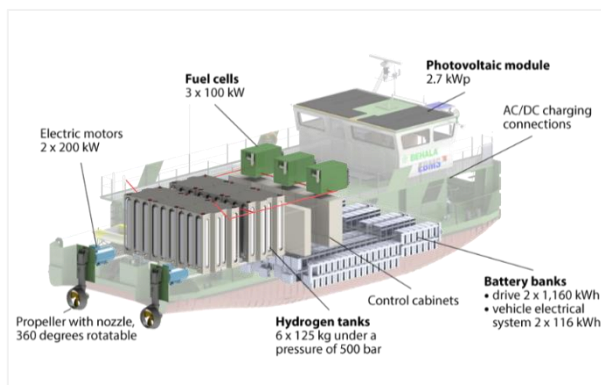 Fuel cells
3 x 100 kW
Photovoltaic module
2.7 kWp
AC/DC charging
connections
Electric motors
2 x 200 kW
BEHALA
Propeller with nozzle,
360 degrees rotatable
Hydrogen tanks
6 x 125 kg under a
pressure of 500 bar
Control cabinets
Battery banks
• drive 2 x 1,160 kWh
• vehicle electrical
system 2 x 116 kWh